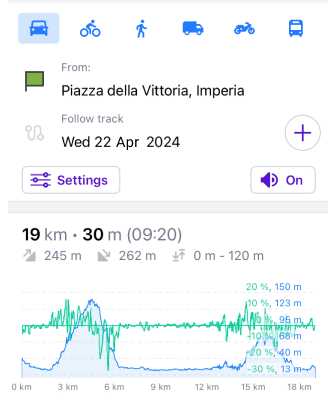 From:
Piazza della Vittoria, Imperia
Follow track
Wed 22 Apr 2024
Settings
On
19 km • 30 m (09:20)
245 m 262 m 0 m - 120 m
20 %, 150 m
10 %, 123 m
0 %, 95 m
-10 %, 68 m
-20 %, 40 m
-30 %, 13 m
0 km 3 km 6 km 9 km 12 km 15 km 18 km